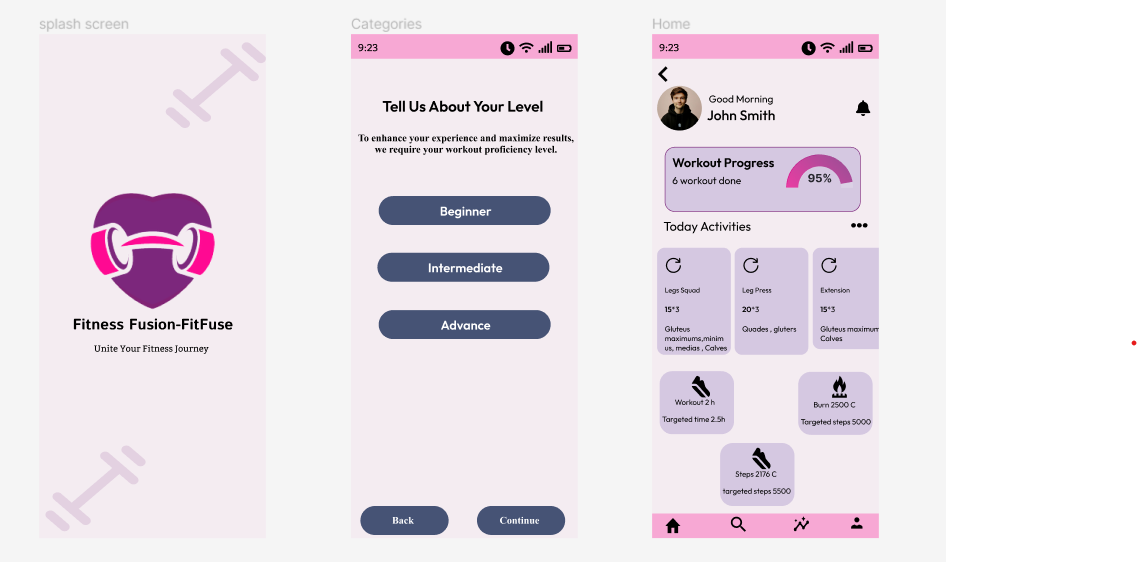 splash screen
Fitness Fusion-FitFuse
Unite Your Fitness Journey
Categories
9:23
Tell Us About Your Level
To enhance your experience and maximize results,
we require your workout proficiency level.
Beginner
Intermediate
Advance
Back
Continue
Home
9:23
Good Morning
John Smith
Workout Progress
6 workout done
95%
Today Activities
Legs Squad
15*3
Gluteus
maximums,minim
us, medias , Calves
Leg Press
20*3
Quades , gluters
Extension
15*3
Gluteus maximum
Calves
Workout 2 h
Targeted time 2.5h
Burn 2500 C
Targeted steps 5000
Steps 2176 C
targeted steps 5500